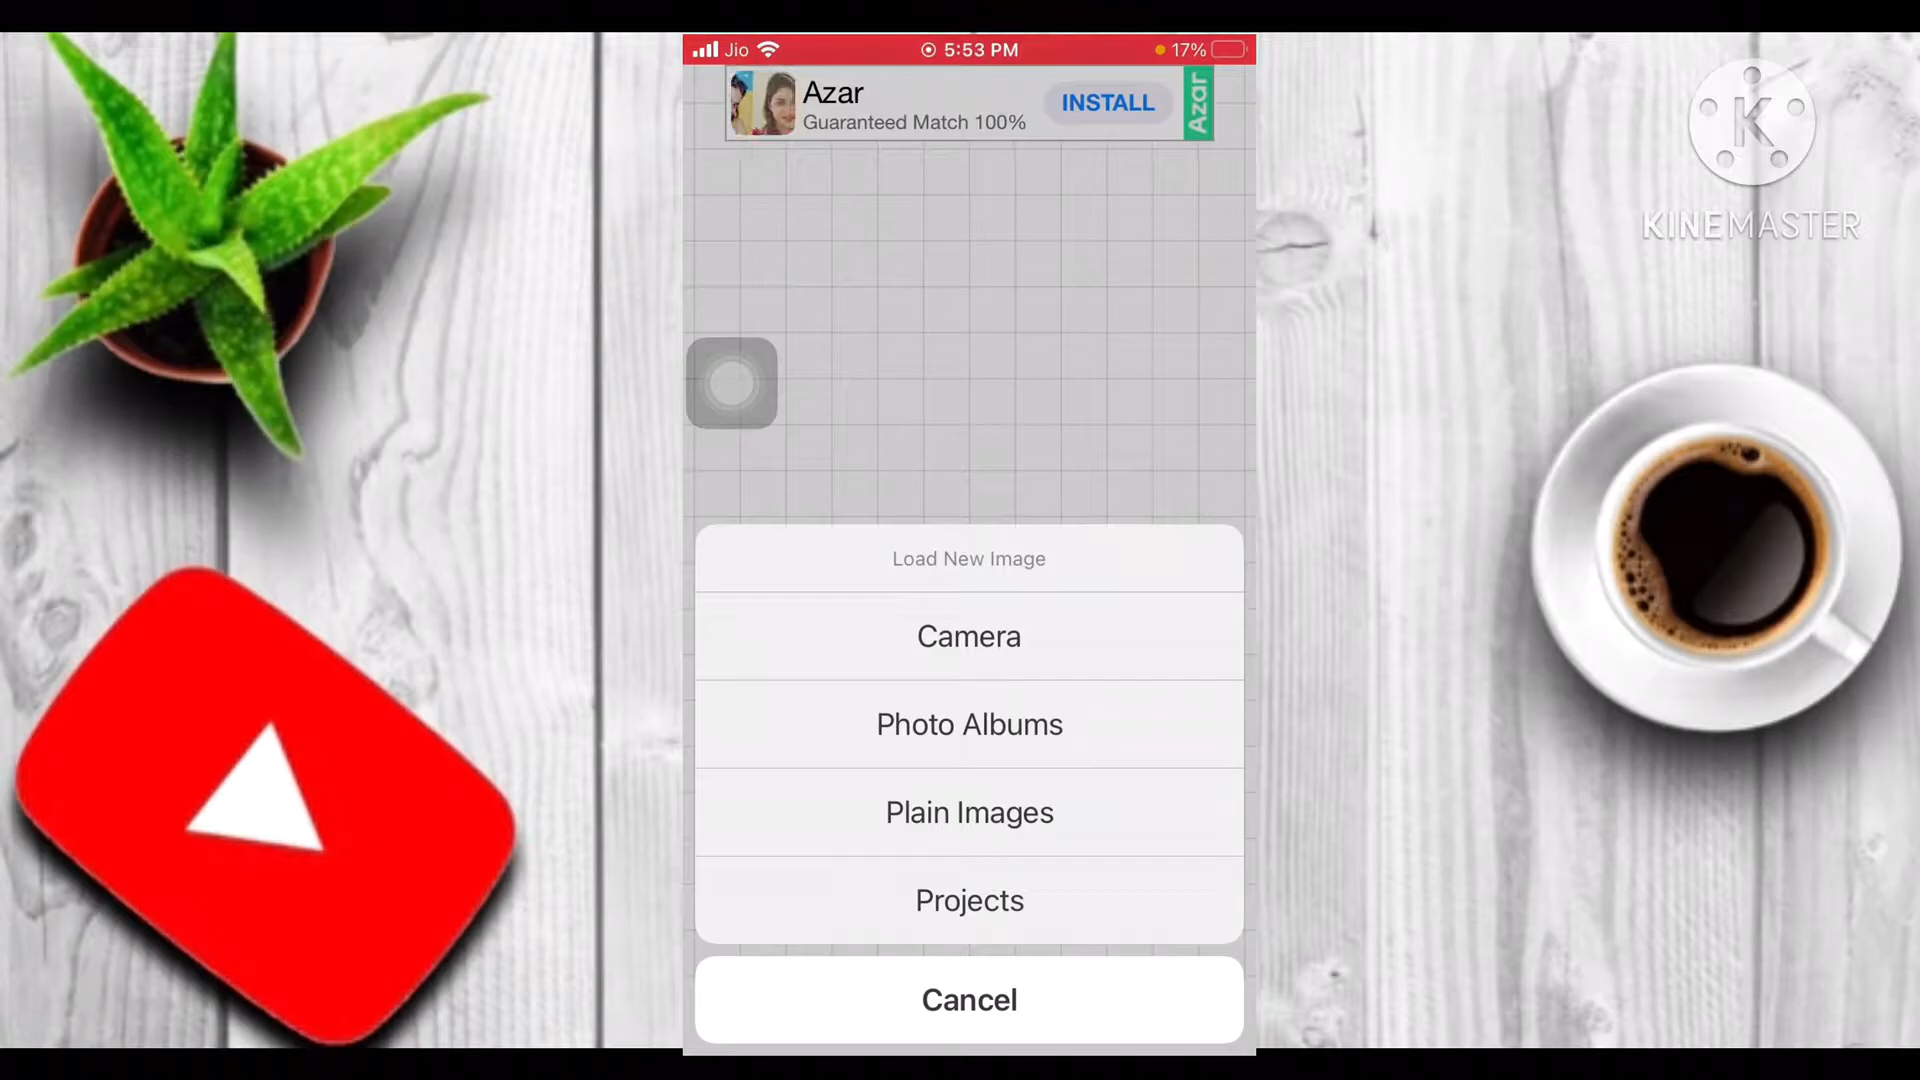 Jio
5:53 PM
17%
Azar
Guaranteed Match 100%
INSTALL
Azar
K
KINEMASTER
Load New Image
Camera
Photo Albums
Plain Images
Projects
Cancel